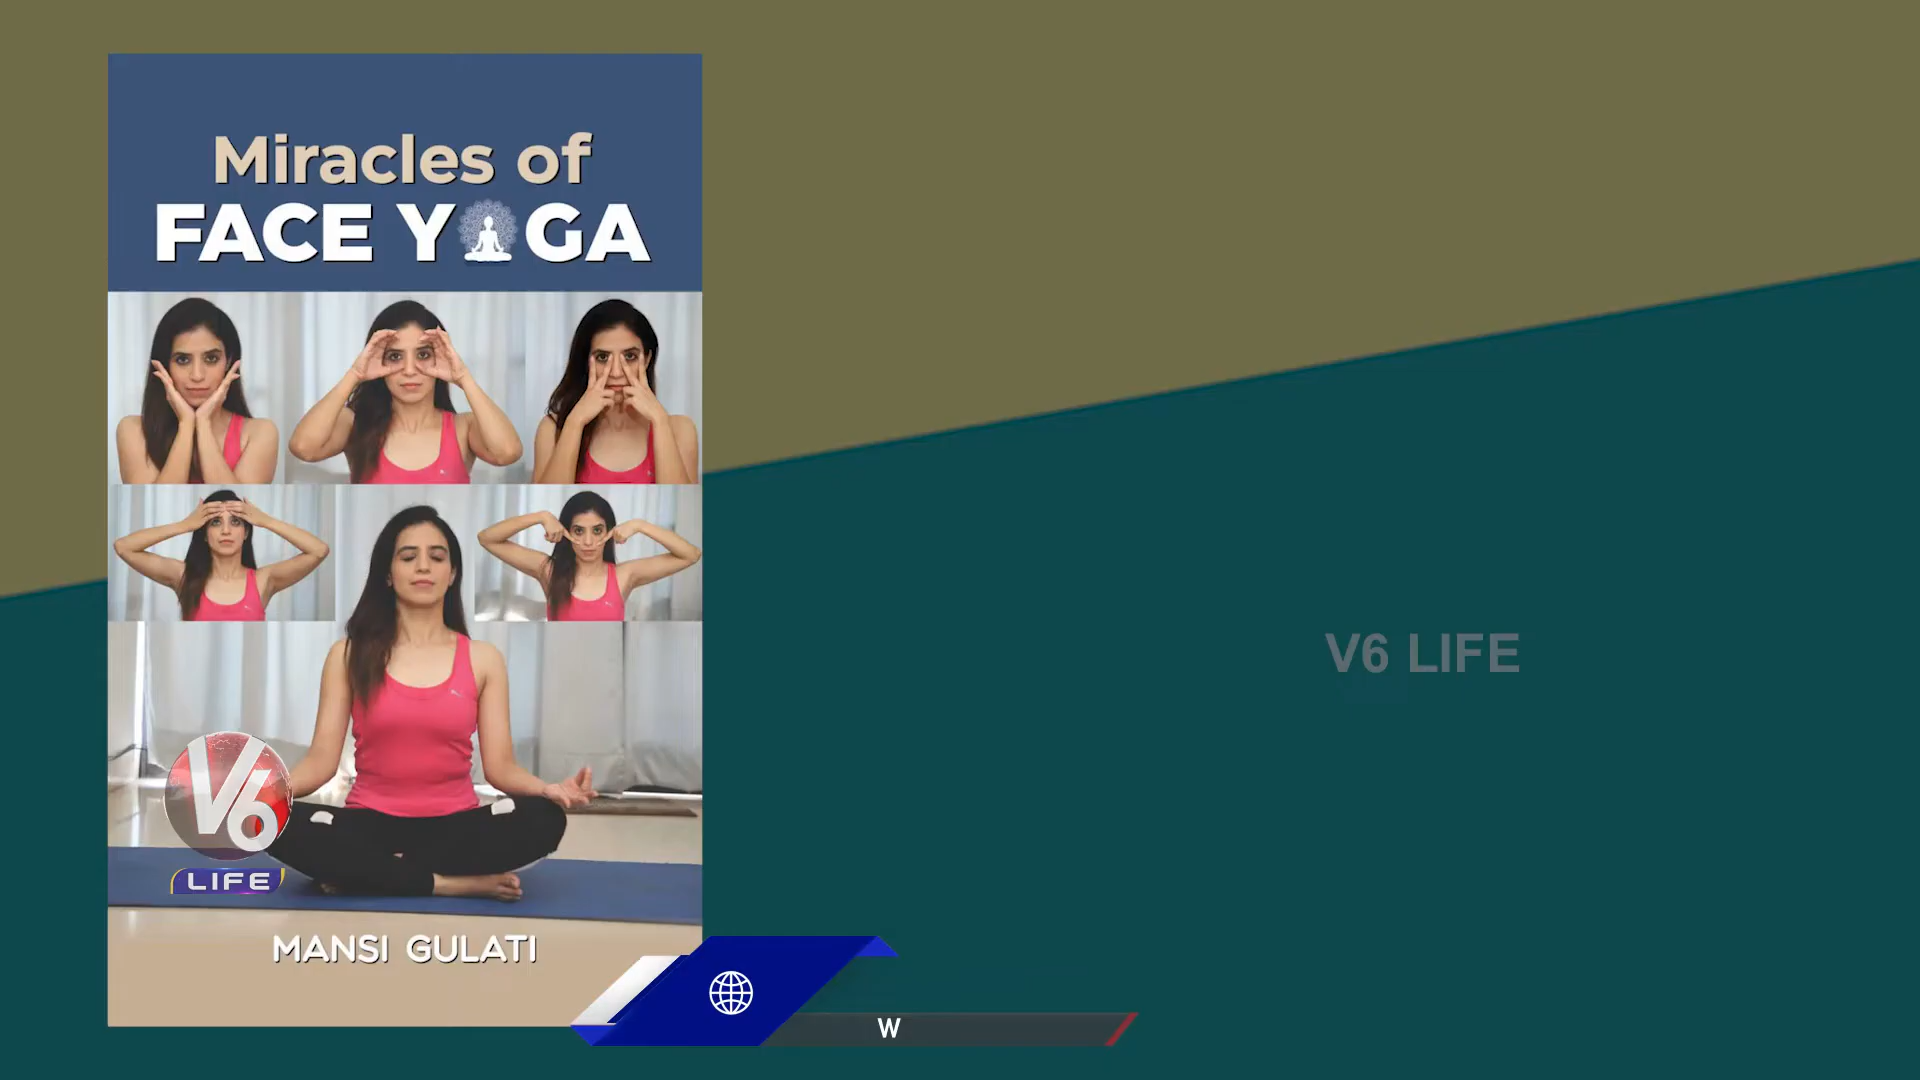 Miracles of
FACE YOGA
V6 LIFE
V6
LIFE
MANSI GULATI
W